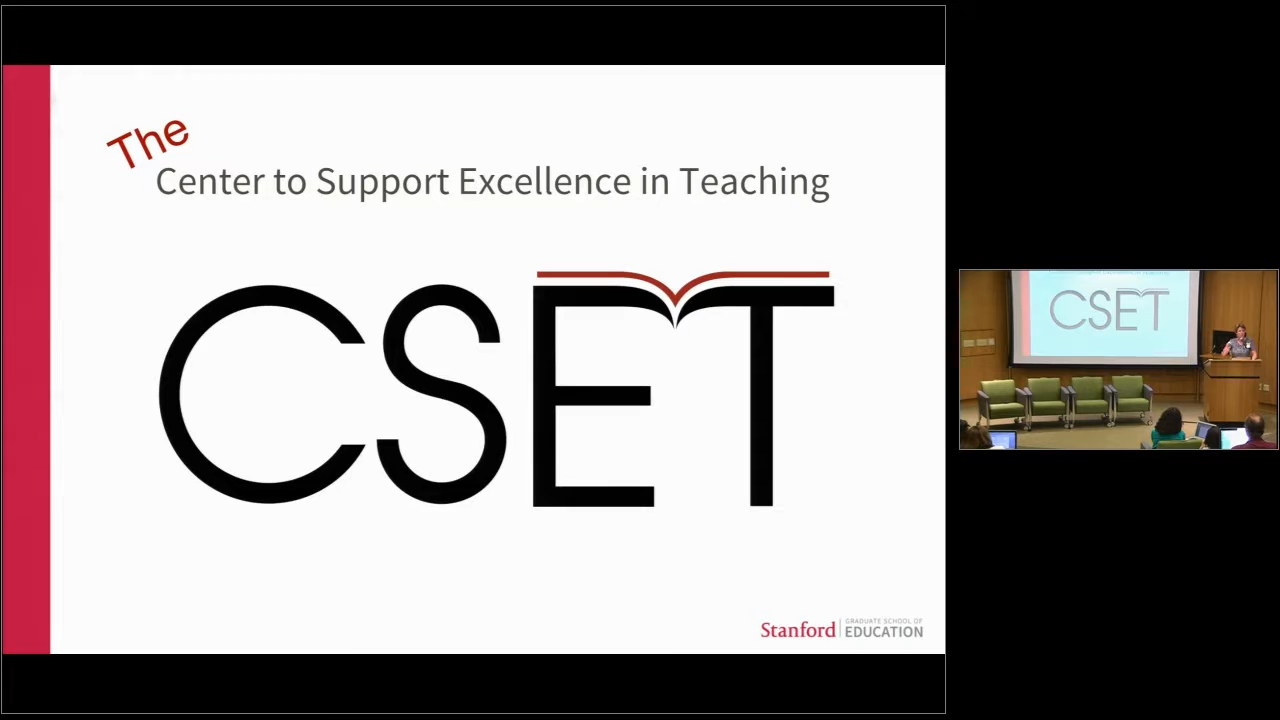 The
Center to Support Excellence in Teaching
CSET
Stanford
GRADUATE SCHOOL OF
EDUCATION
CSET